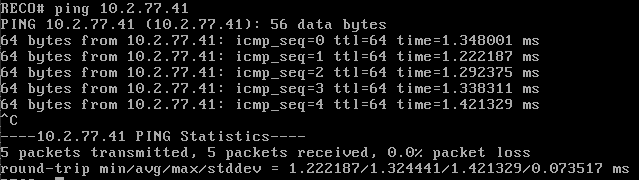 RECO# ping 10.2.77.41
PING 10.2.77.41 (10.2.77.41): 56 data bytes
64 bytes from 10.2.77.41: icmp_seq=0 ttl=64 time=1.348001 ms
64 bytes from 10.2.77.41: icmp_seq=1 ttl=64 time=1.222187 ms
64 bytes from 10.2.77.41: icmp_seq=2 ttl=64 time=1.292375 ms
64 bytes from 10.2.77.41: icmp_seq=3 ttl=64 time=1.338311 ms
64 bytes from 10.2.77.41: icmp_seq=4 ttl=64 time=1.421329 ms
^C
----10.2.77.41 PING Statistics----
5 packets transmitted, 5 packets received, 0.0% packet loss
round-trip min/avg/max/stddev = 1.222187/1.324441/1.421329/0.073517 ms